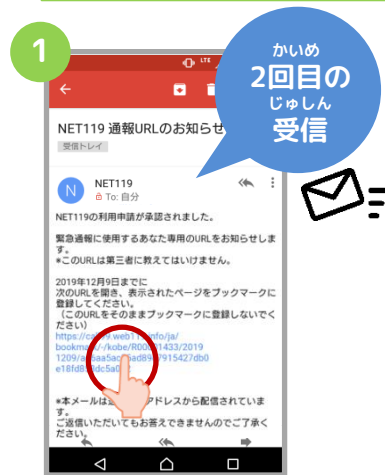 1
かいめ
2回目の
じゅしん
受信
LTE
NET119 通報URLのお知らせ
受信トレイ
N
NET119
To: 自分
NET119の利用申請が承認されました。
緊急通報に使用するあなた専用のURLをお知らせしま
す。
*このURLは第三者に教えてはいけません。
2019年12月9日までに
次のURLを開き、表示されたページをブックマークに
登録してください。
（このURLをそのままブックマークに登録しないでく
ださい）
bookmark/-/kobe/
1209/
*本メールは
す。
ご返信いただいてもお答えできませんのでご了承く
ださい。